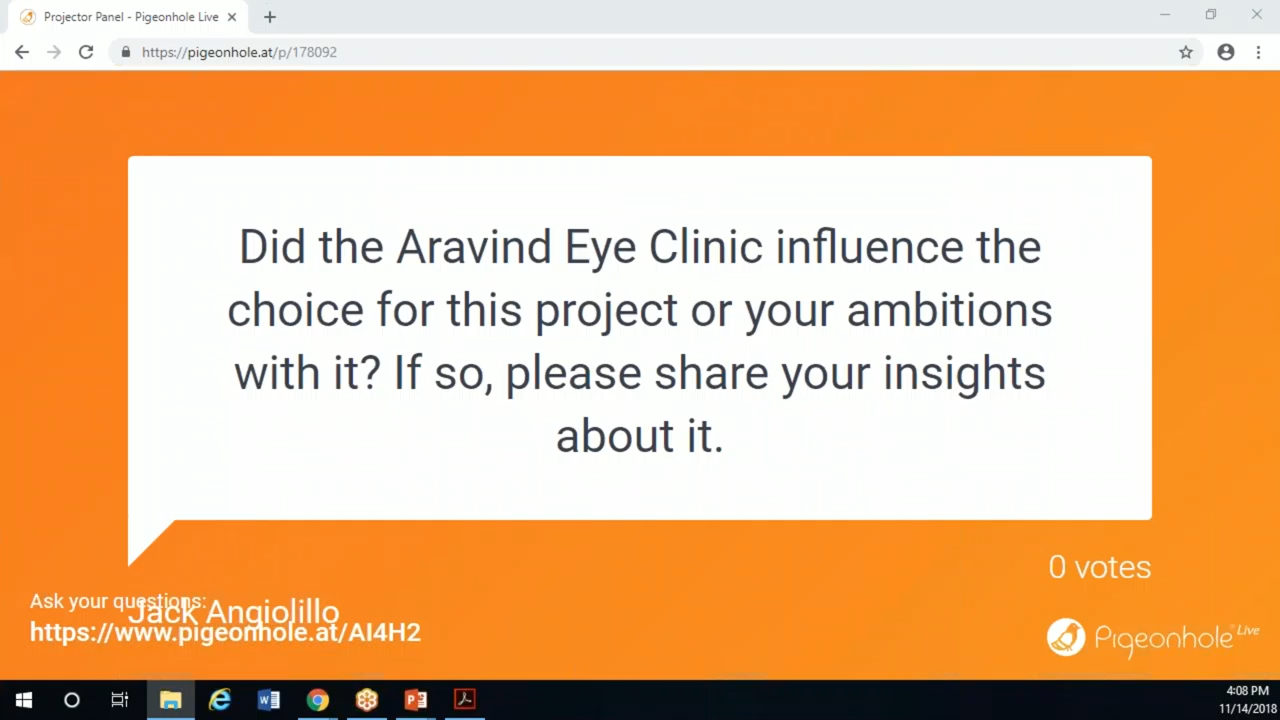 Projector Panel - Pigeonhole Live
https://pigeonhole.at/p/178092
Did the Aravind Eye Clinic influence the
choice for this project or your ambitions
with it? If so, please share your insights
about it.
0 votes
Ask your questions:
Jack Angiolillo
https://www.pigeonhole.at/AI4H2
Pigeonhole Live
4:08 PM
11/14/2018